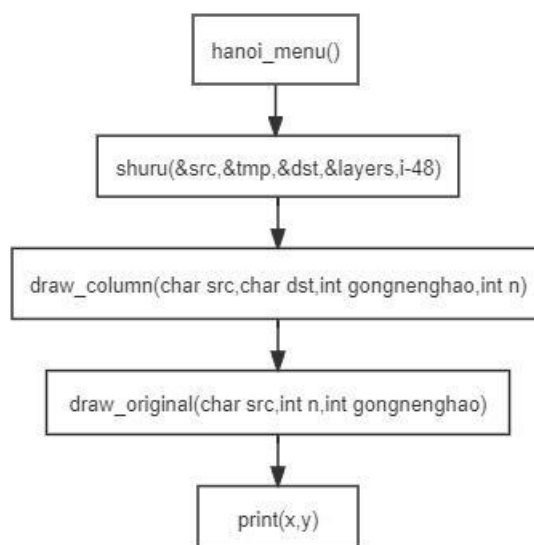 hanoi_menu()
shuru(&src,&tmp,&dst,&layers,i-48)
draw_column(char src,char dst,int gongnenghao,int n)
draw_original(char src,int n,int gongnenghao)
print(x,y)